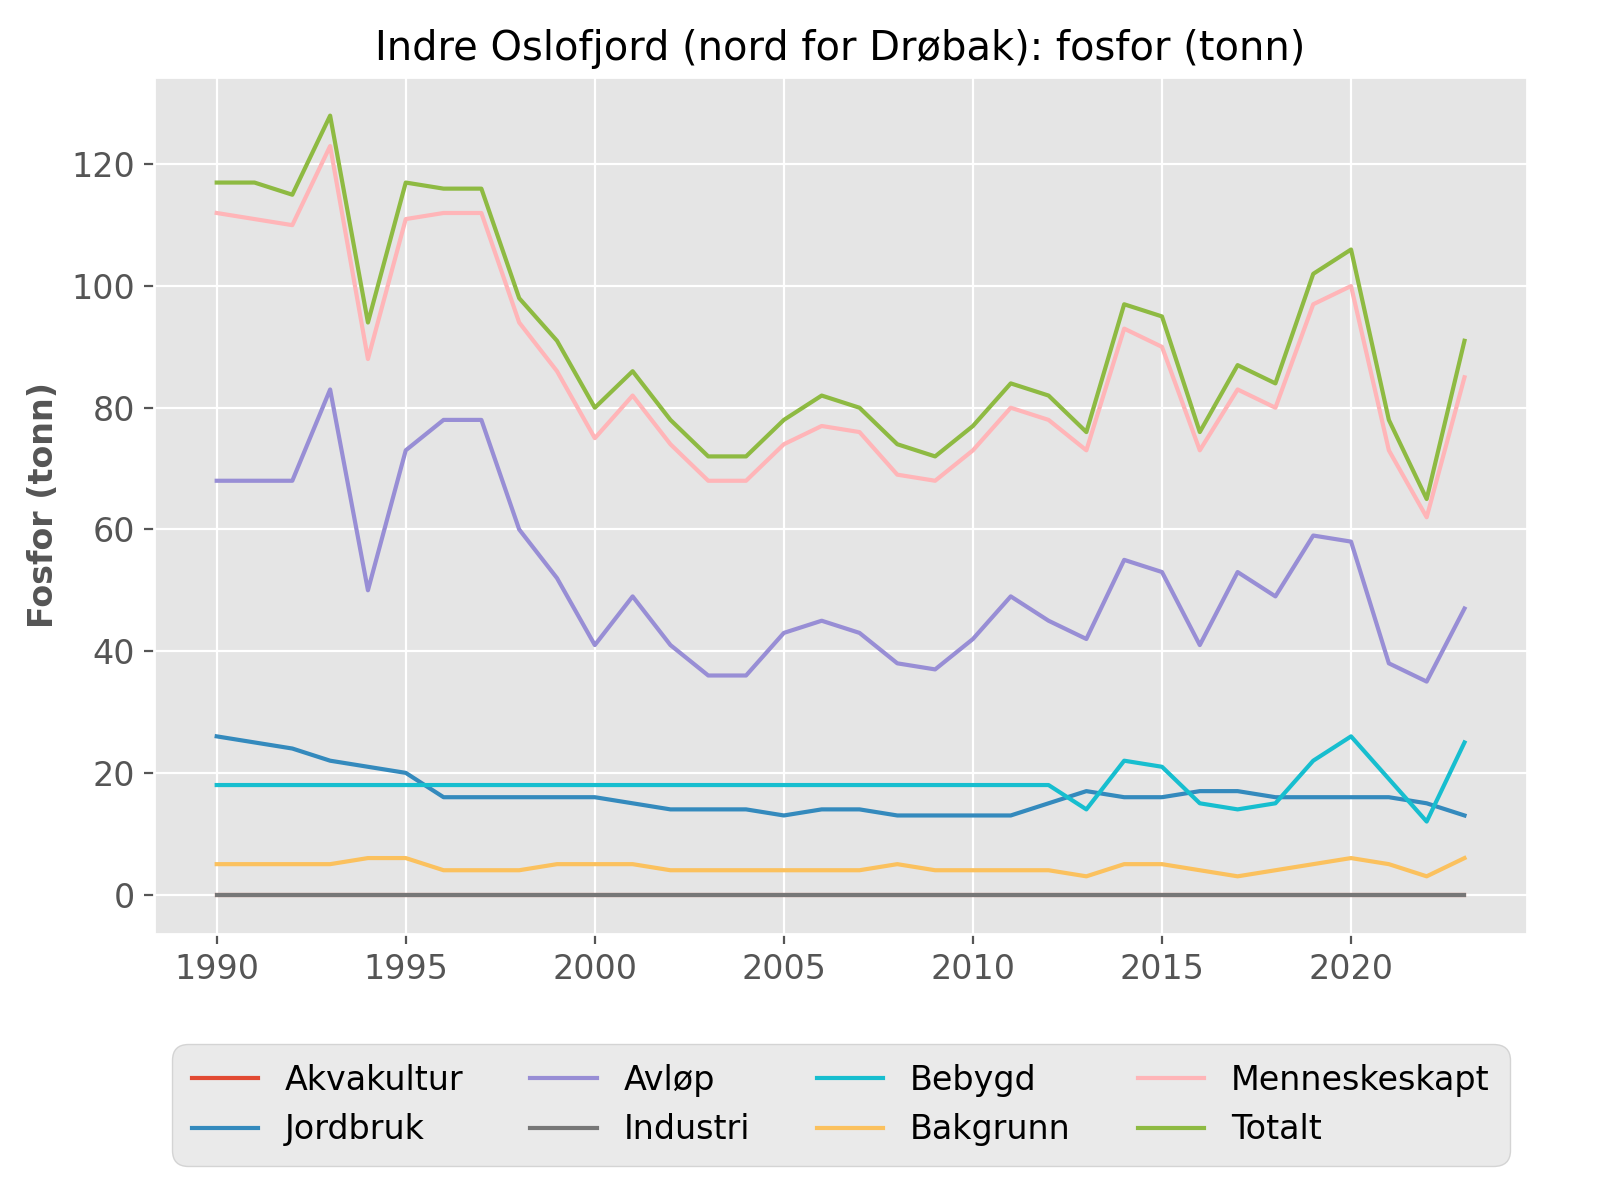 Indre Oslofjord (nord for Drøbak): fosfor (tonn)
Fosfor (tonn)
120
100
80
60
40
20
0
1990 1995 2000 2005 2010 2015 2020
Akvakultur Avløp Bebygd Menneskeskapt
Jordbruk Industri Bakgrunn Totalt